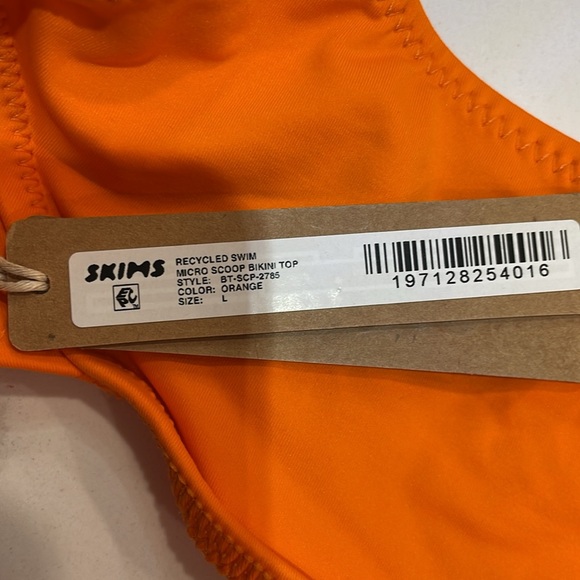 SKIMS
RECYCLED SWIM
MICRO SCOOP BIKINI TOP
STYLE: BT-SCP-2785
COLOR: ORANGE
SIZE: L
197128254016